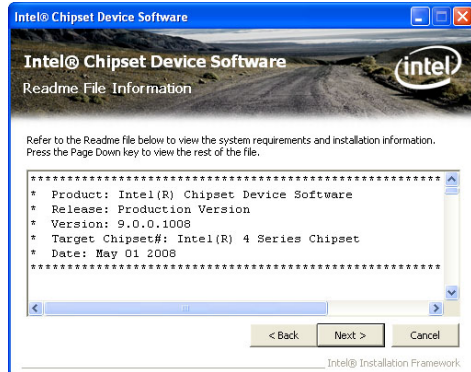 Intel® Chipset Device Software
Intel® Chipset Device Software
intel
Readme File Information
Refer to the Readme file below to view the system requirements and installation information.
Press the Page Down key to view the rest of the file.
********************************************************
* Product: Intel(R) Chipset Device Software
* Release: Production Version
* Version: 9.0.0.1008
* Target Chipset#: Intel(R) 4 Series Chipset
* Date: May 01 2008
********************************************************
< Back Next > Cancel
Intel® Installation Framework